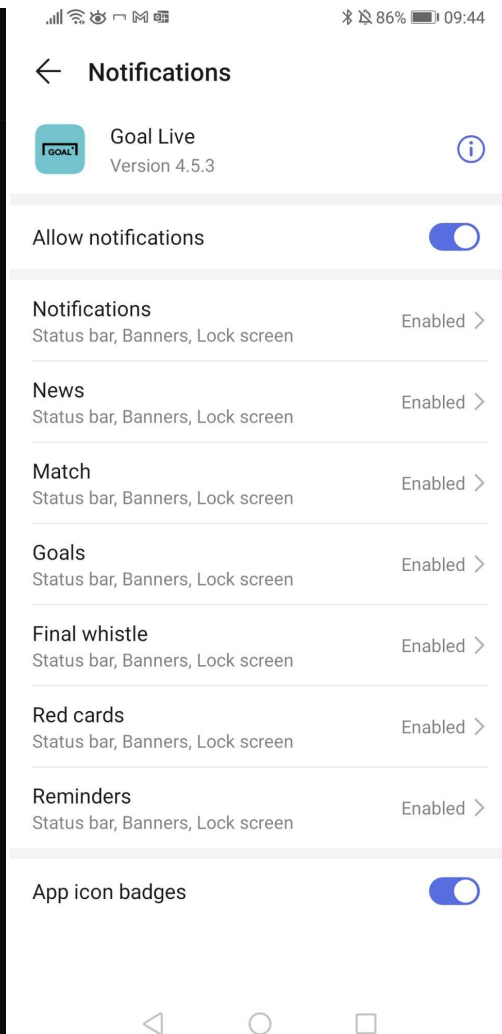 86% 09:44
Notifications
GOAL
Goal Live
Version 4.5.3
Allow notifications
Notifications
Status bar, Banners, Lock screen
Enabled
News
Status bar, Banners, Lock screen
Enabled
Match
Status bar, Banners, Lock screen
Enabled
Goals
Status bar, Banners, Lock screen
Enabled
Final whistle
Status bar, Banners, Lock screen
Enabled
Red cards
Status bar, Banners, Lock screen
Enabled
Reminders
Status bar, Banners, Lock screen
Enabled
App icon badges